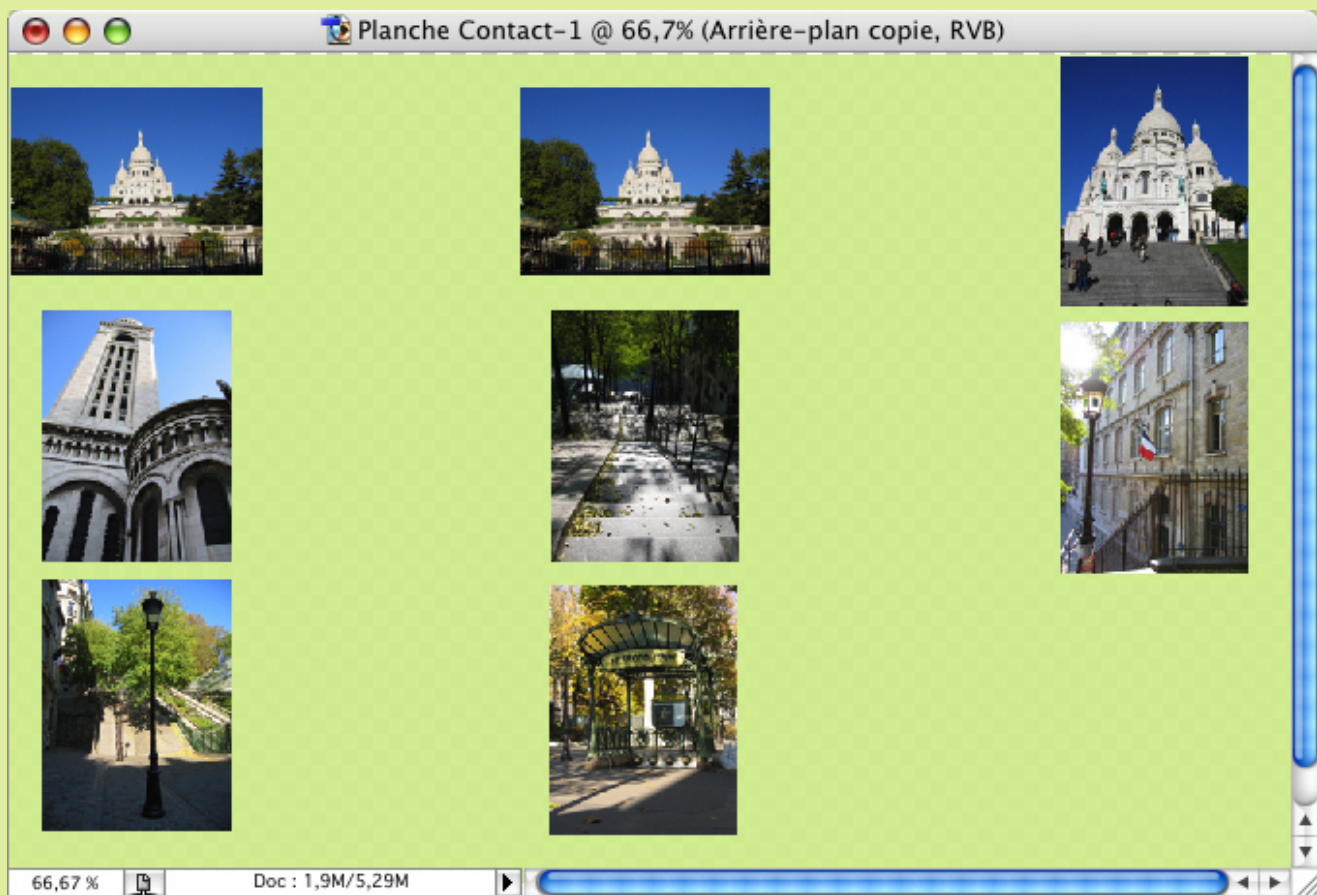 Planche Contact-1 @ 66,7% (Arrière-plan copie, RVB)
66,67 %
Doc : 1,9M/5,29M